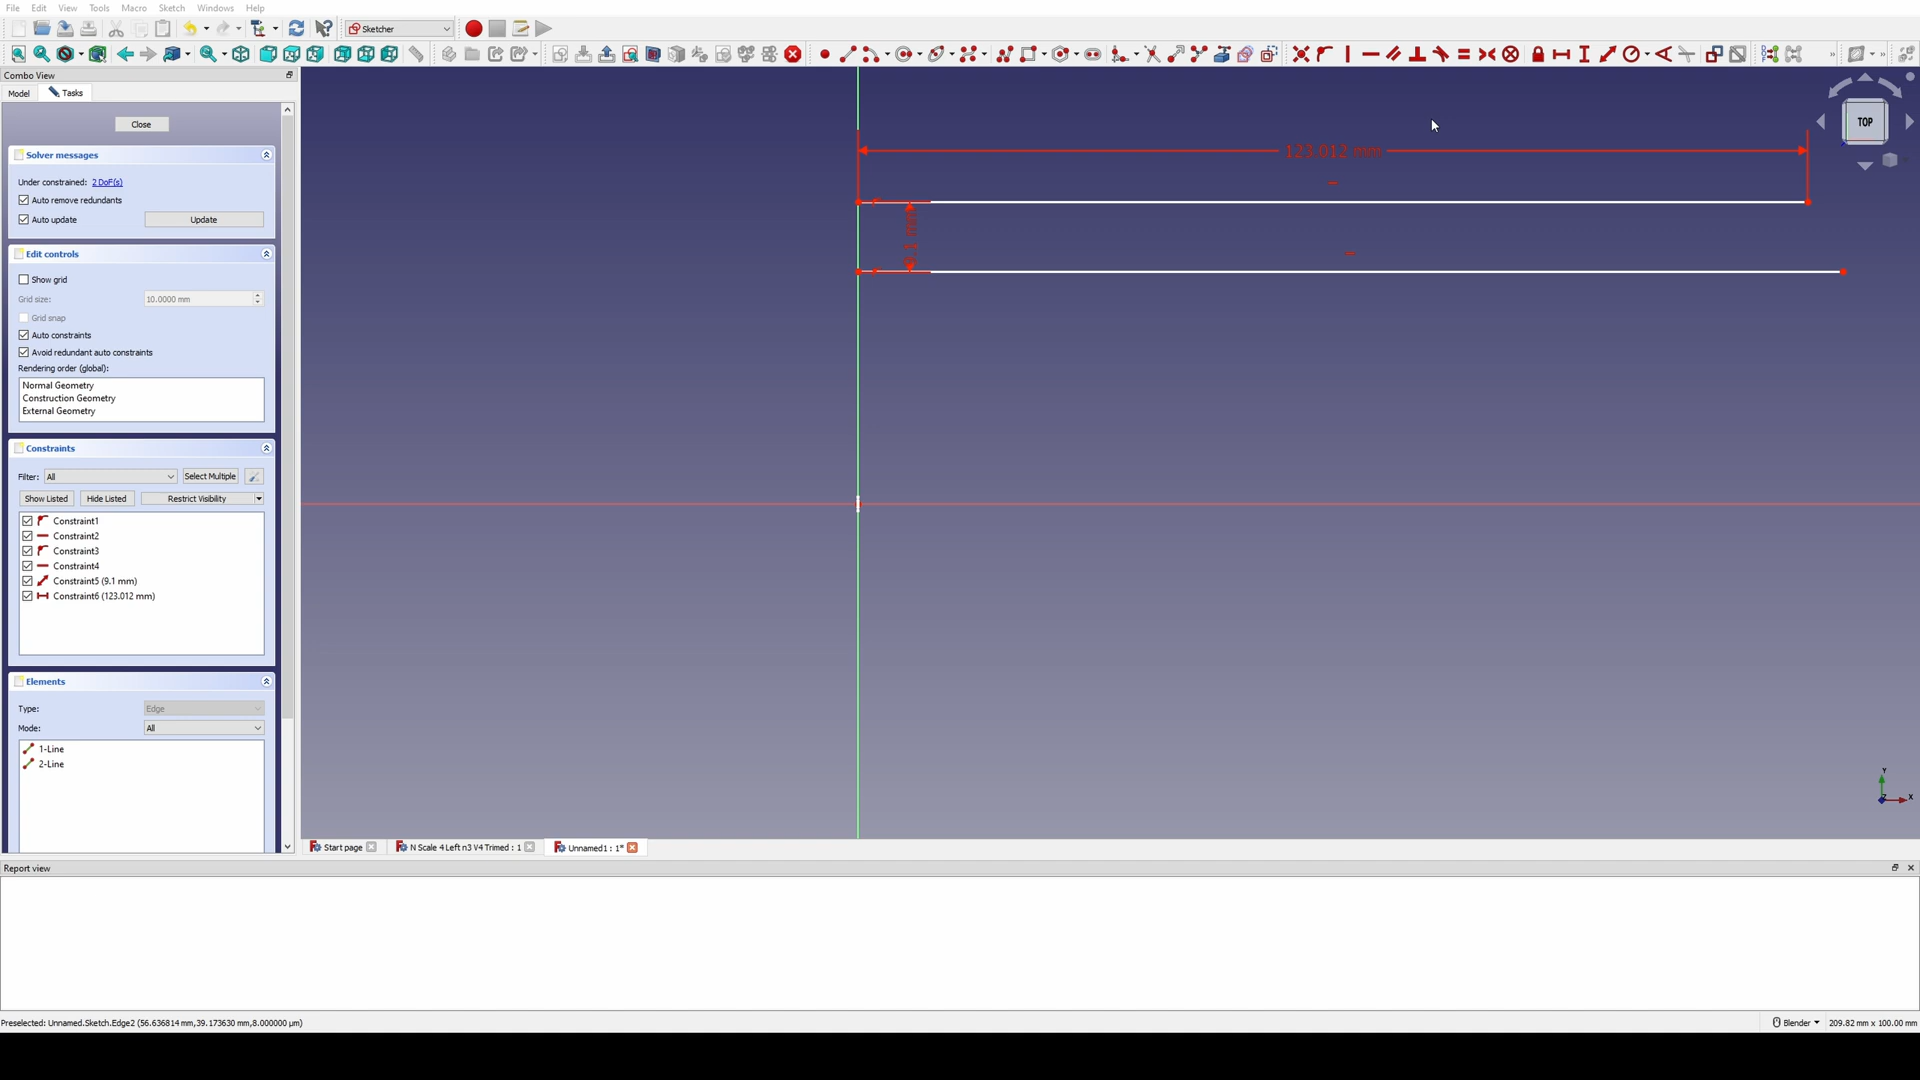 File Edit View Tools Macro Sketch Windows Help
Sketcher
Combo View
Model Tasks
Close
Solver messages
Under constrained: 2 DoF(s)
Auto remove redundants
Auto update Update
Edit controls
Show grid
Grid size: 10.0000 mm
Grid snap
Auto constraints
Avoid redundant auto constraints
Rendering order (global):
Normal Geometry
Construction Geometry
External Geometry
Constraints
Filter: All Select Multiple
Show Listed Hide Listed Restrict Visibility
Constraint1
Constraint2
Constraint3
Constraint4
Constraint5 (9.1 mm)
Constraint6 (123.012 mm)
Elements
Type: Edge
Mode: All
1-Line
2-Line
123.012 mm
9.1 mm
TOP
Y
Z X
Start page N Scale 4 Left n3 V4 Trimed : 1 Unnamed1 : 1*
Report view
Preselected: Unnamed.Sketch.Edge2 (56.636814 mm,39.173630 mm,8.000000 µm)
Blender 209.82 mm x 100.00 mm